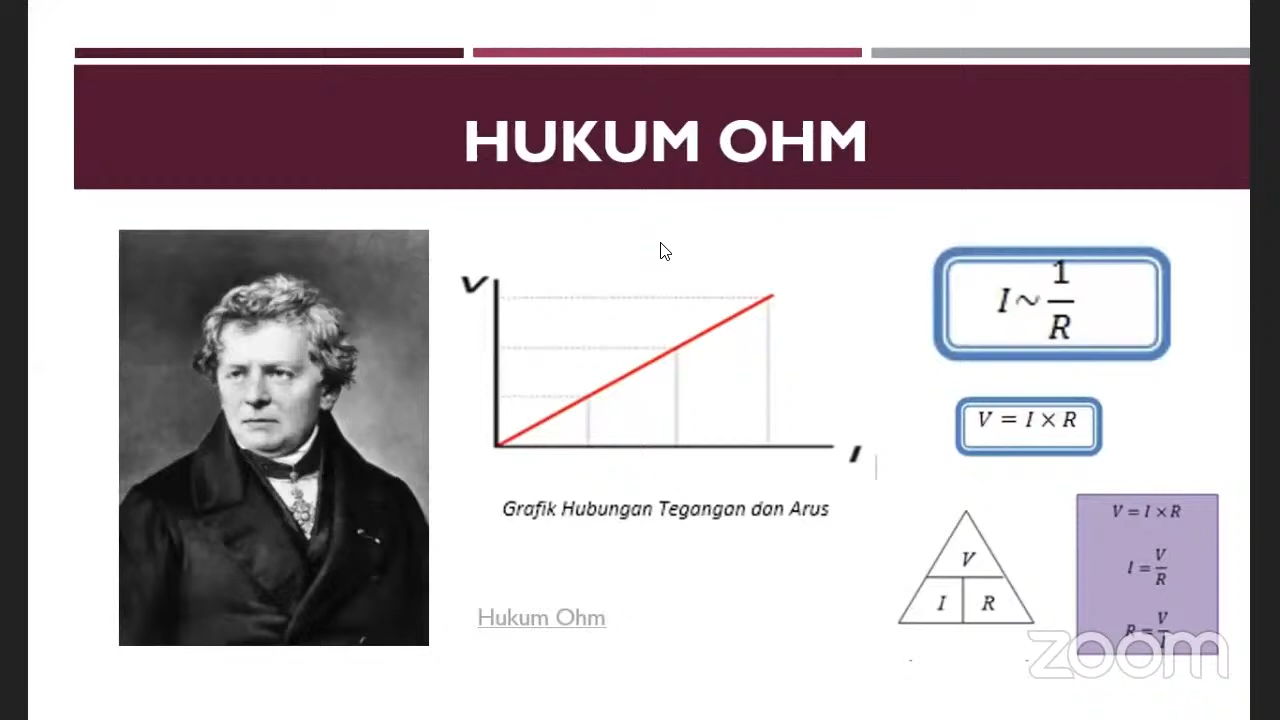 HUKUM OHM
V
I
Grafik Hubungan Tegangan dan Arus
Hukum Ohm
I ~ 1/R
V = I × R
V
I R
V = I × R
I = V/R
R = V/I
zoom